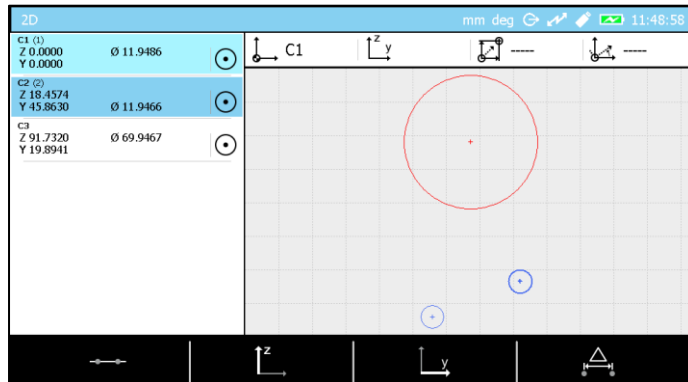 2D
mm deg 11:48:58
C1 (1)
Z 0.0000 Ø 11.9486
Y 0.0000
C2 (2)
Z 18.4574
Y 45.8630 Ø 11.9466
C3
Z 91.7320 Ø 69.9467
Y 19.8941
C1
z y
-----
-----
z
y